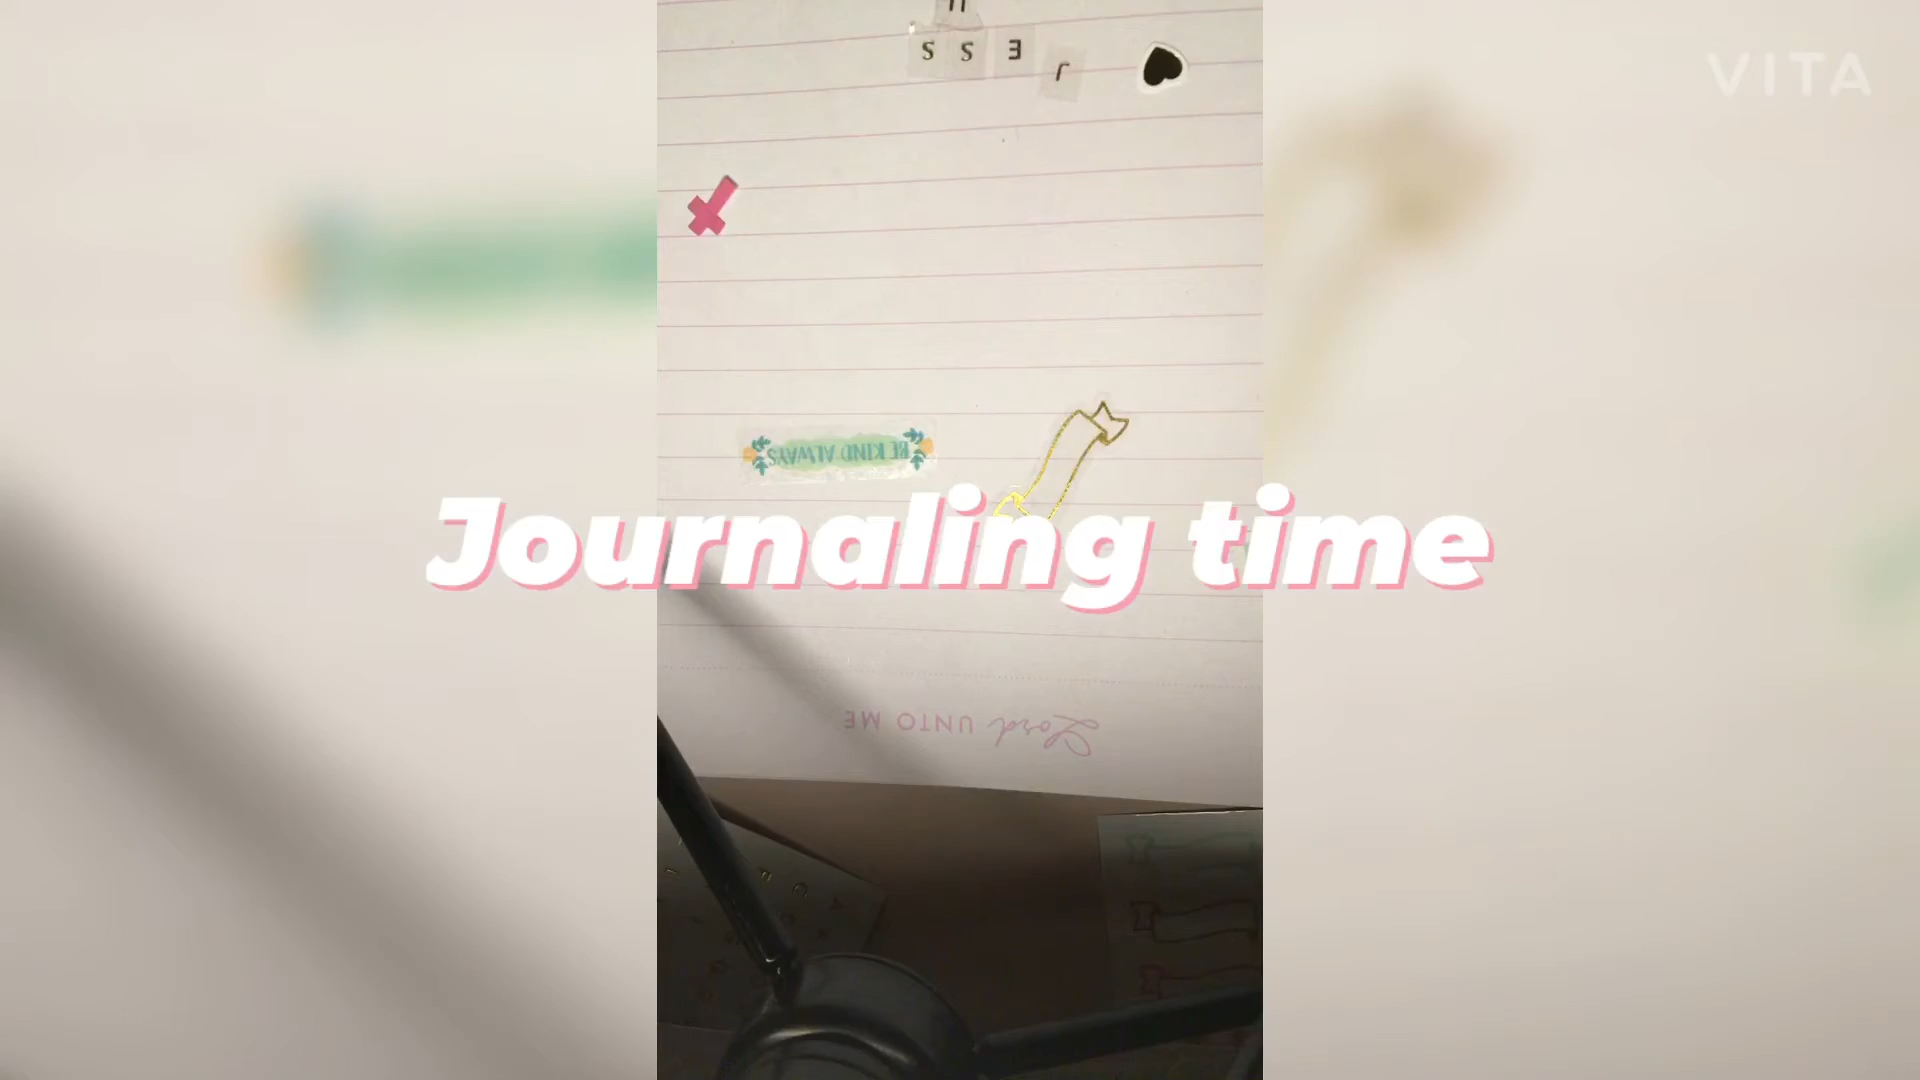 VITA
J E S S
BE KIND ALWAYS
Journaling time
Lord UNTO ME